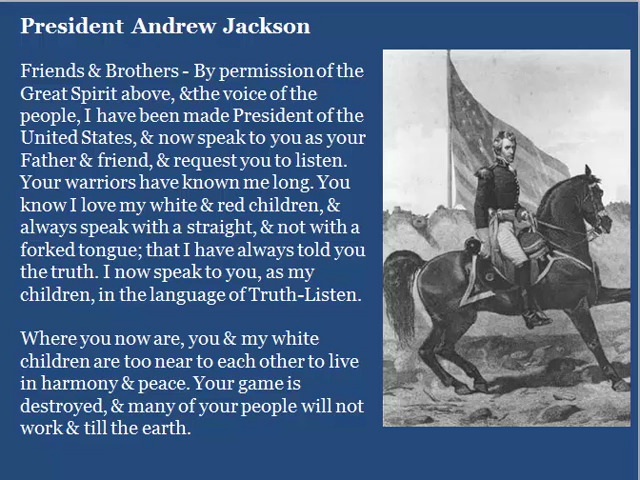 President Andrew Jackson
Friends & Brothers - By permission of the
Great Spirit above, &the voice of the
people, I have been made President of the
United States, & now speak to you as your
Father & friend, & request you to listen.
Your warriors have known me long. You
know I love my white & red children, &
always speak with a straight, & not with a
forked tongue; that I have always told you
the truth. I now speak to you, as my
children, in the language of Truth-Listen.
Where you now are, you & my white
children are too near to each other to live
in harmony & peace. Your game is
destroyed, & many of your people will not
work & till the earth.